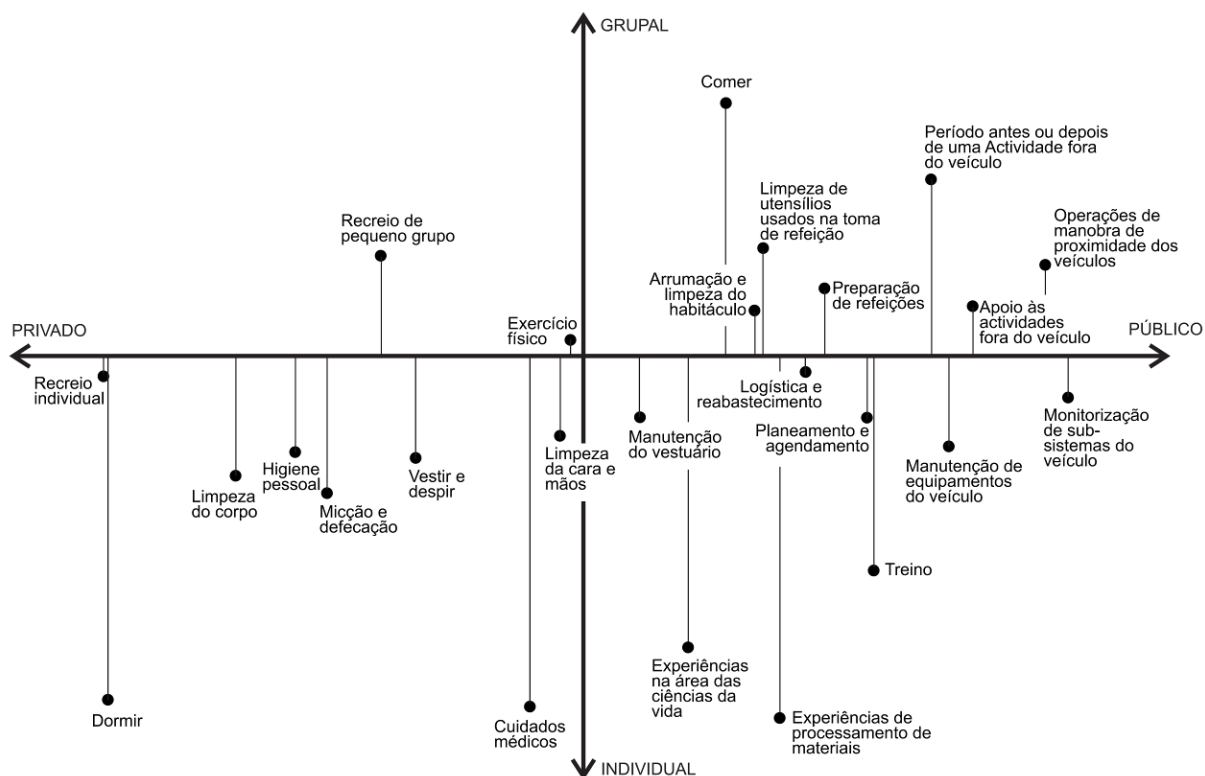 GRUPAL
Comer
Período antes ou depois
de uma Actividade fora
do veículo
Limpeza de
utensílios
usados na toma
de refeição
Operações de
manobra de
proximidade dos
veículos
Recreio de
pequeno grupo
Arrumação e
limpeza do
habitáculo
Preparação
de refeições
Apoio às
actividades
fora do veículo
Exercício
físico
PRIVADO
PÚBLICO
Recreio
individual
Logística e
reabastecimento
Limpeza
do corpo
Higiene
pessoal
Micção e
defecação
Vestir e
despir
Limpeza
da cara e
mãos
Manutenção
do vestuário
Planeamento e
agendamento
Manutenção de
equipamentos
do veículo
Monitorização
de sub-
sistemas do
veículo
Treino
Dormir
Cuidados
médicos
Experiências
na área das
ciências da
vida
Experiências de
processamento de
materiais
INDIVIDUAL